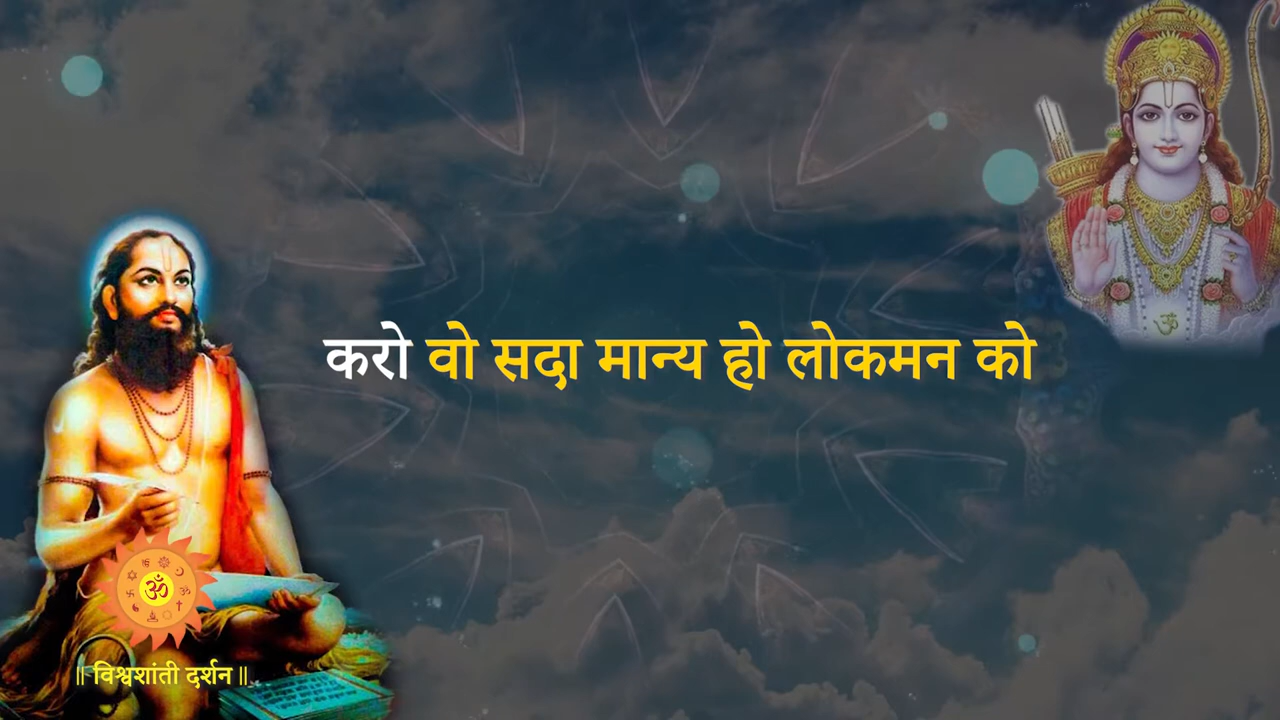 करो वो सदा मान्य हो लोकमन को
ॐ
ॐ
|| विश्वशांती दर्शन ||